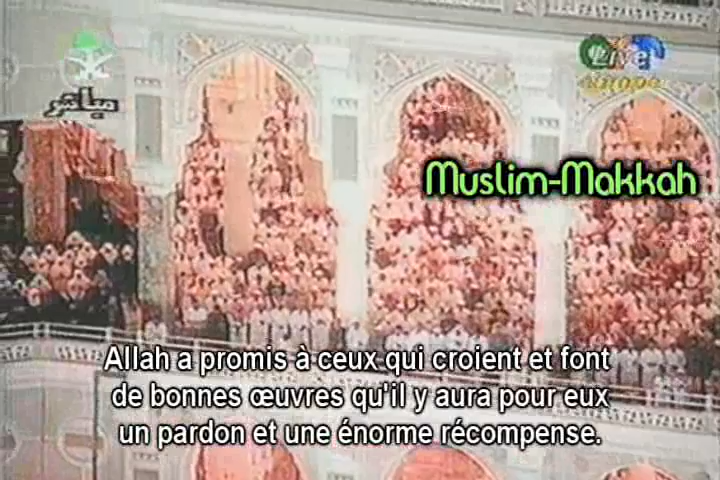 مباشر
Live
europe
Muslim-Makkah
Allah a promis à ceux qui croient et font
de bonnes œuvres qu'il y aura pour eux
un pardon et une énorme récompense.